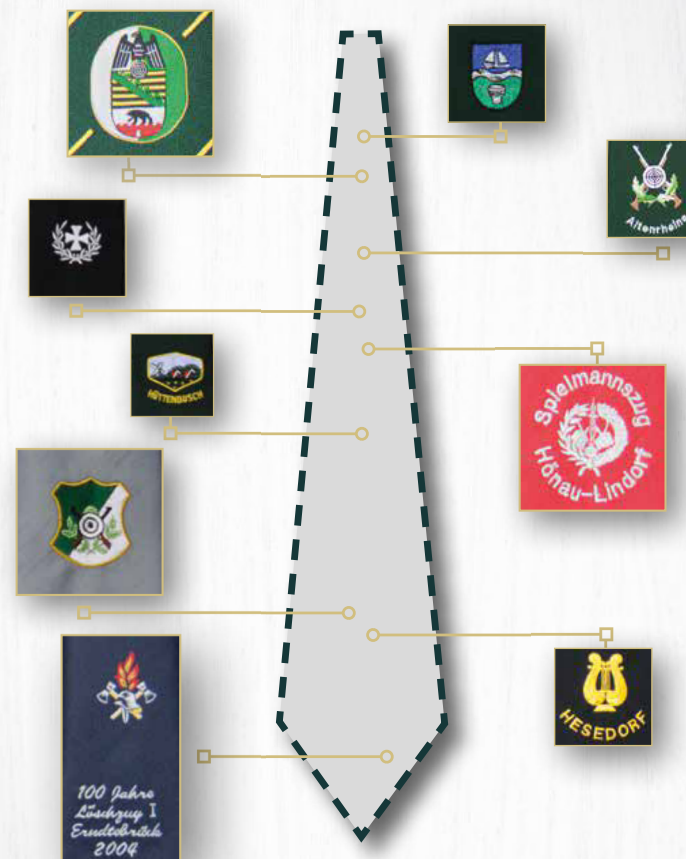 Altenrheine
HÜTTENBUSCH
Spielmannszug
Hönau-Lindorf
HESEDORF
100 Jahre
Löschzug I
Erndtebrück
2004